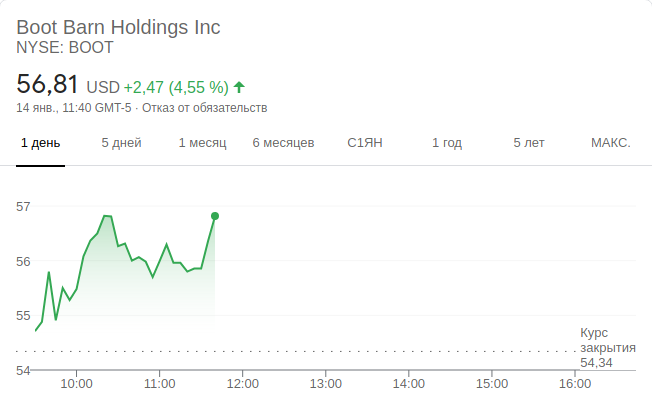 Boot Barn Holdings Inc
NYSE: BOOT
56,81 USD +2,47 (4,55 %)
14 янв., 11:40 GMT-5 · Отказ от обязательств
1 день 5 дней 1 месяц 6 месяцев С1ЯН 1 год 5 лет МАКС.
57
56
55
54
Курс
закрытия
54,34
10:00 11:00 12:00 13:00 14:00 15:00 16:00